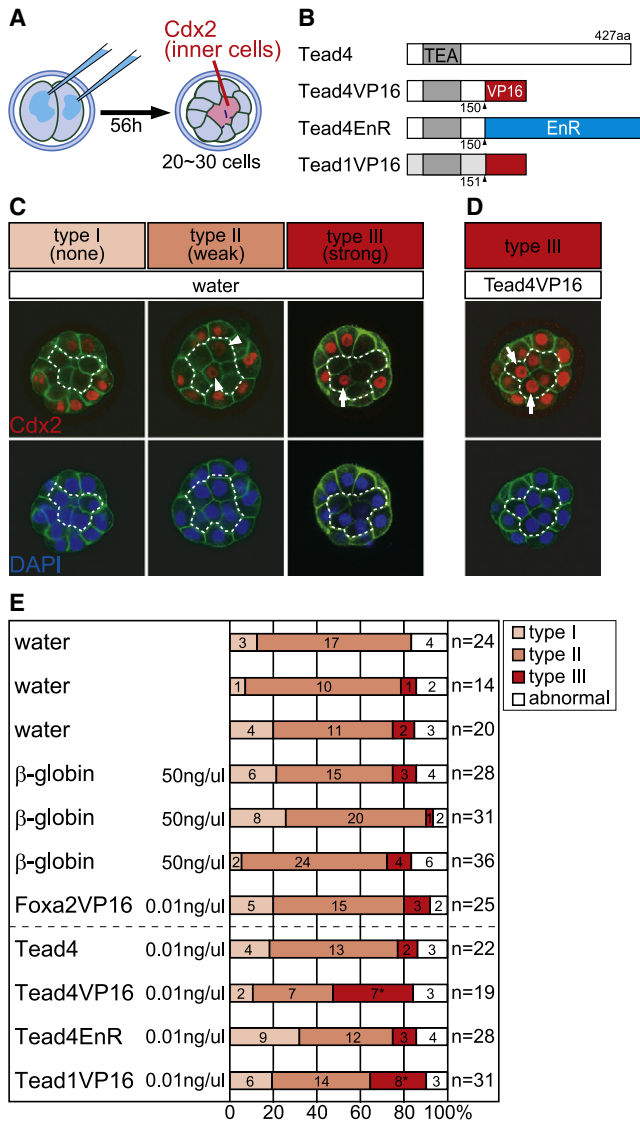 A
Cdx2
(inner cells)
56h
20~30 cells
B
427aa
Tead4
TEA
Tead4VP16
VP16
150
Tead4EnR
EnR
150
Tead1VP16
151
C
type I
(none)
type II
(weak)
type III
(strong)
water
Cdx2
DAPI
D
type III
Tead4VP16
E
water 3 17 4 n=24
water 1 10 1 2 n=14
water 4 11 2 3 n=20
β-globin 50ng/ul 6 15 3 4 n=28
β-globin 50ng/ul 8 20 1 2 n=31
β-globin 50ng/ul 2 24 4 6 n=36
Foxa2VP16 0.01ng/ul 5 15 3 2 n=25
Tead4 0.01ng/ul 4 13 2 3 n=22
Tead4VP16 0.01ng/ul 2 7 7* 3 n=19
Tead4EnR 0.01ng/ul 9 12 3 4 n=28
Tead1VP16 0.01ng/ul 6 14 8* 3 n=31
0 20 40 60 80 100%
type I
type II
type III
abnormal